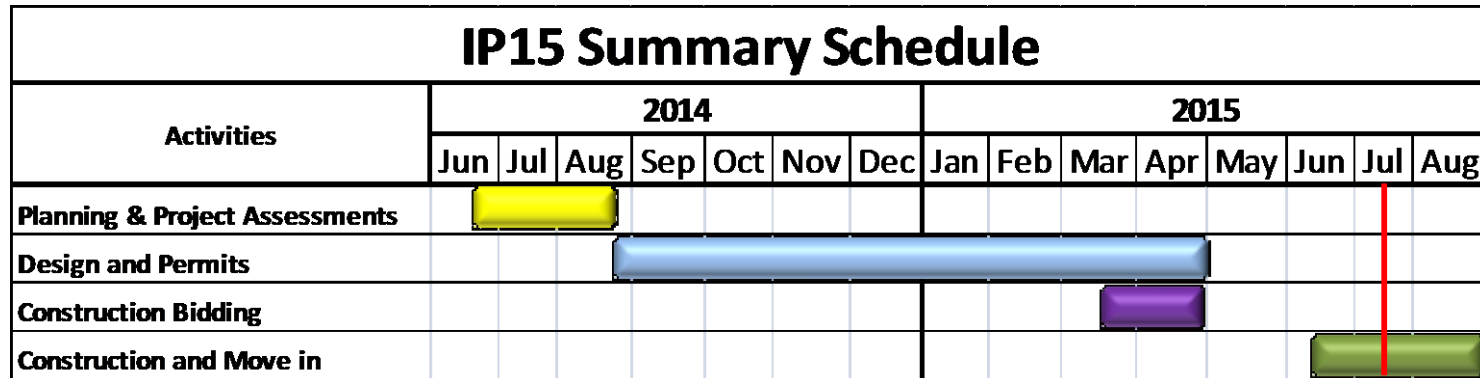 IP15 Summary Schedule
Activities
2014
2015
Jun Jul Aug Sep Oct Nov Dec Jan Feb Mar Apr May Jun Jul Aug
Planning & Project Assessments
Design and Permits
Construction Bidding
Construction and Move in